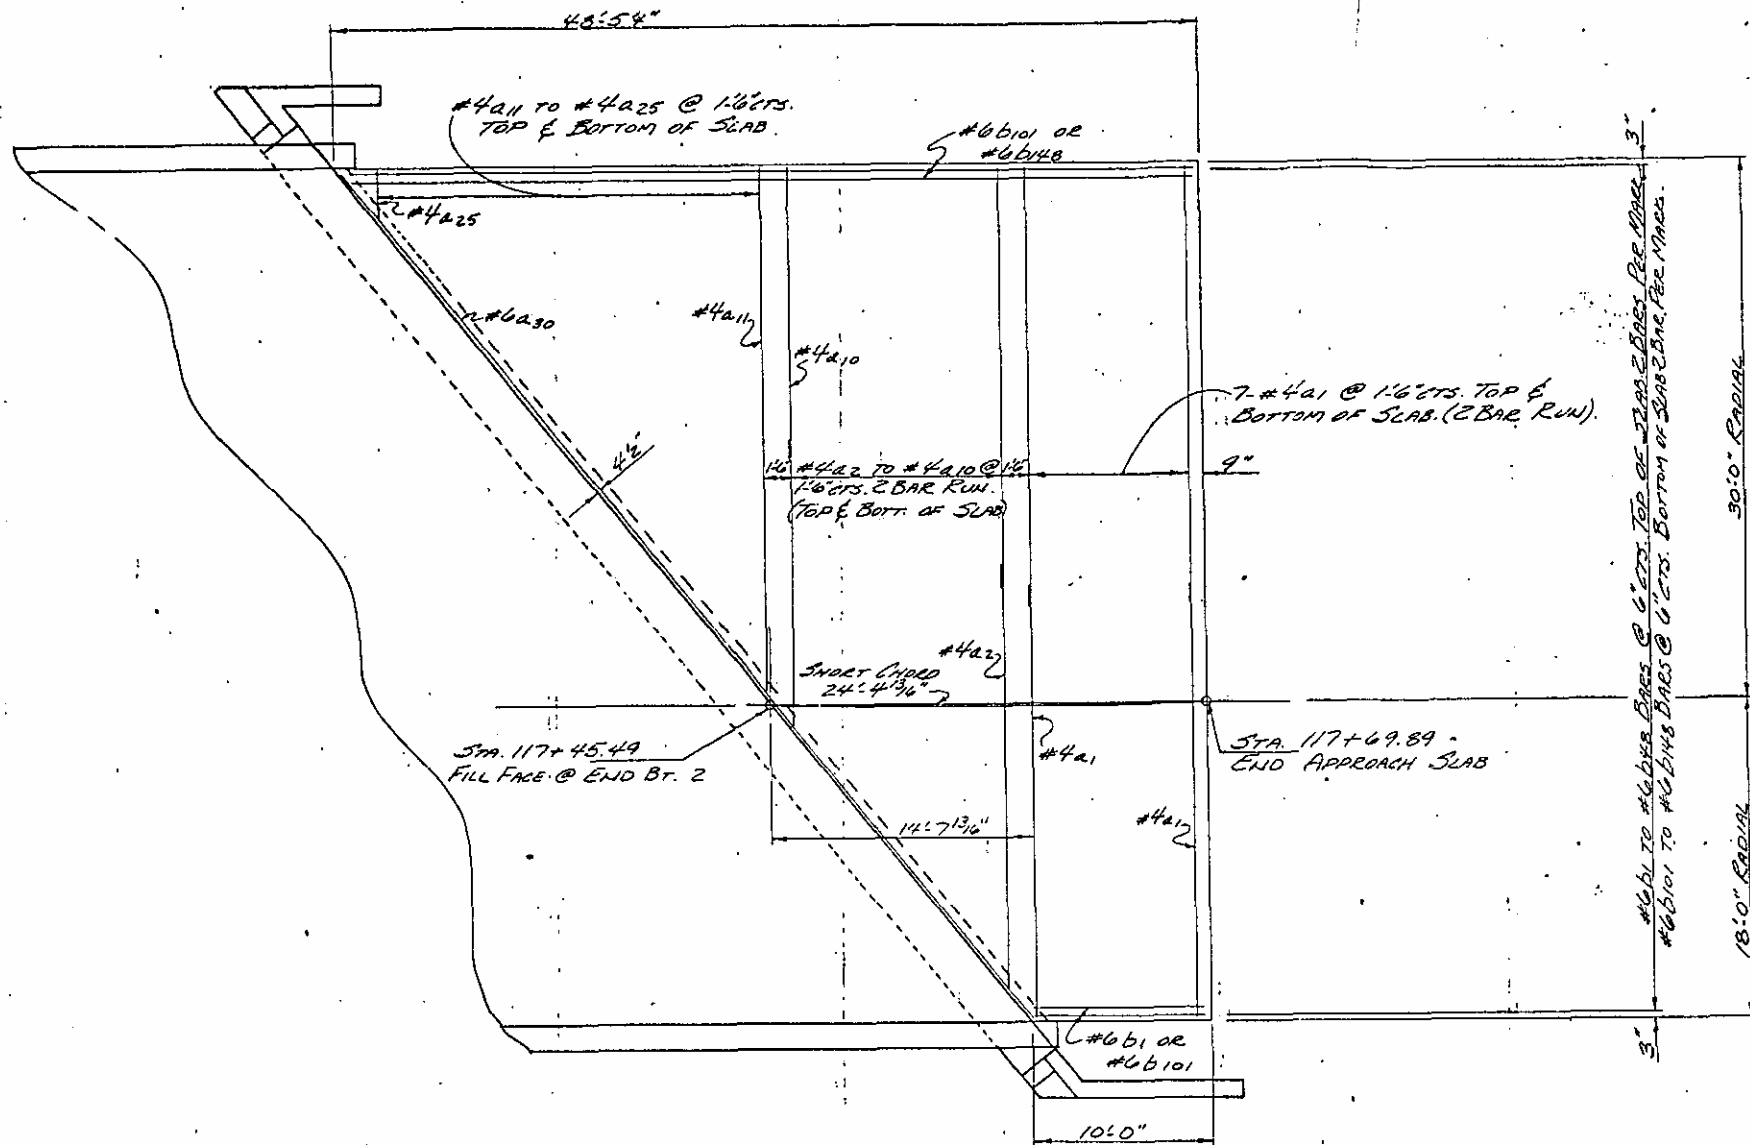 48'-5¼"
#4a11 TO #4a25 @ 1'-6" CTS.
TOP & BOTTOM OF SLAB.
#6b101 OR
#6b148
#4a25
#6a30
#4a11
#4a10
7-#4a1 @ 1'-6" CTS. TOP &
BOTTOM OF SLAB. (2 BAR RUN).
9"
1'-6" #4a2 TO #4a10 @ 1'-6"
1'-6" CTS. 2 BAR RUN.
(TOP & BOTT. OF SLAB)
#4a2
SHORT CHORD
24'-4 13/16"
STA. 117+45.49
FILL FACE @ END BT. 2
#4a1
STA. 117+69.89
END APPROACH SLAB
14'-7 13/16"
#4a1
#6b1 OR
#6b101
10'-0"
3"
#6b1 TO #6b48 BARS @ 6" CTS. TOP OF SLAB. 2 BARS PER MARK.
#6b101 TO #6b148 BARS @ 6" CTS. BOTTOM OF SLAB 2 BAR PER MARK.
30'-0" RADIAL
18'-0" RADIAL
3"